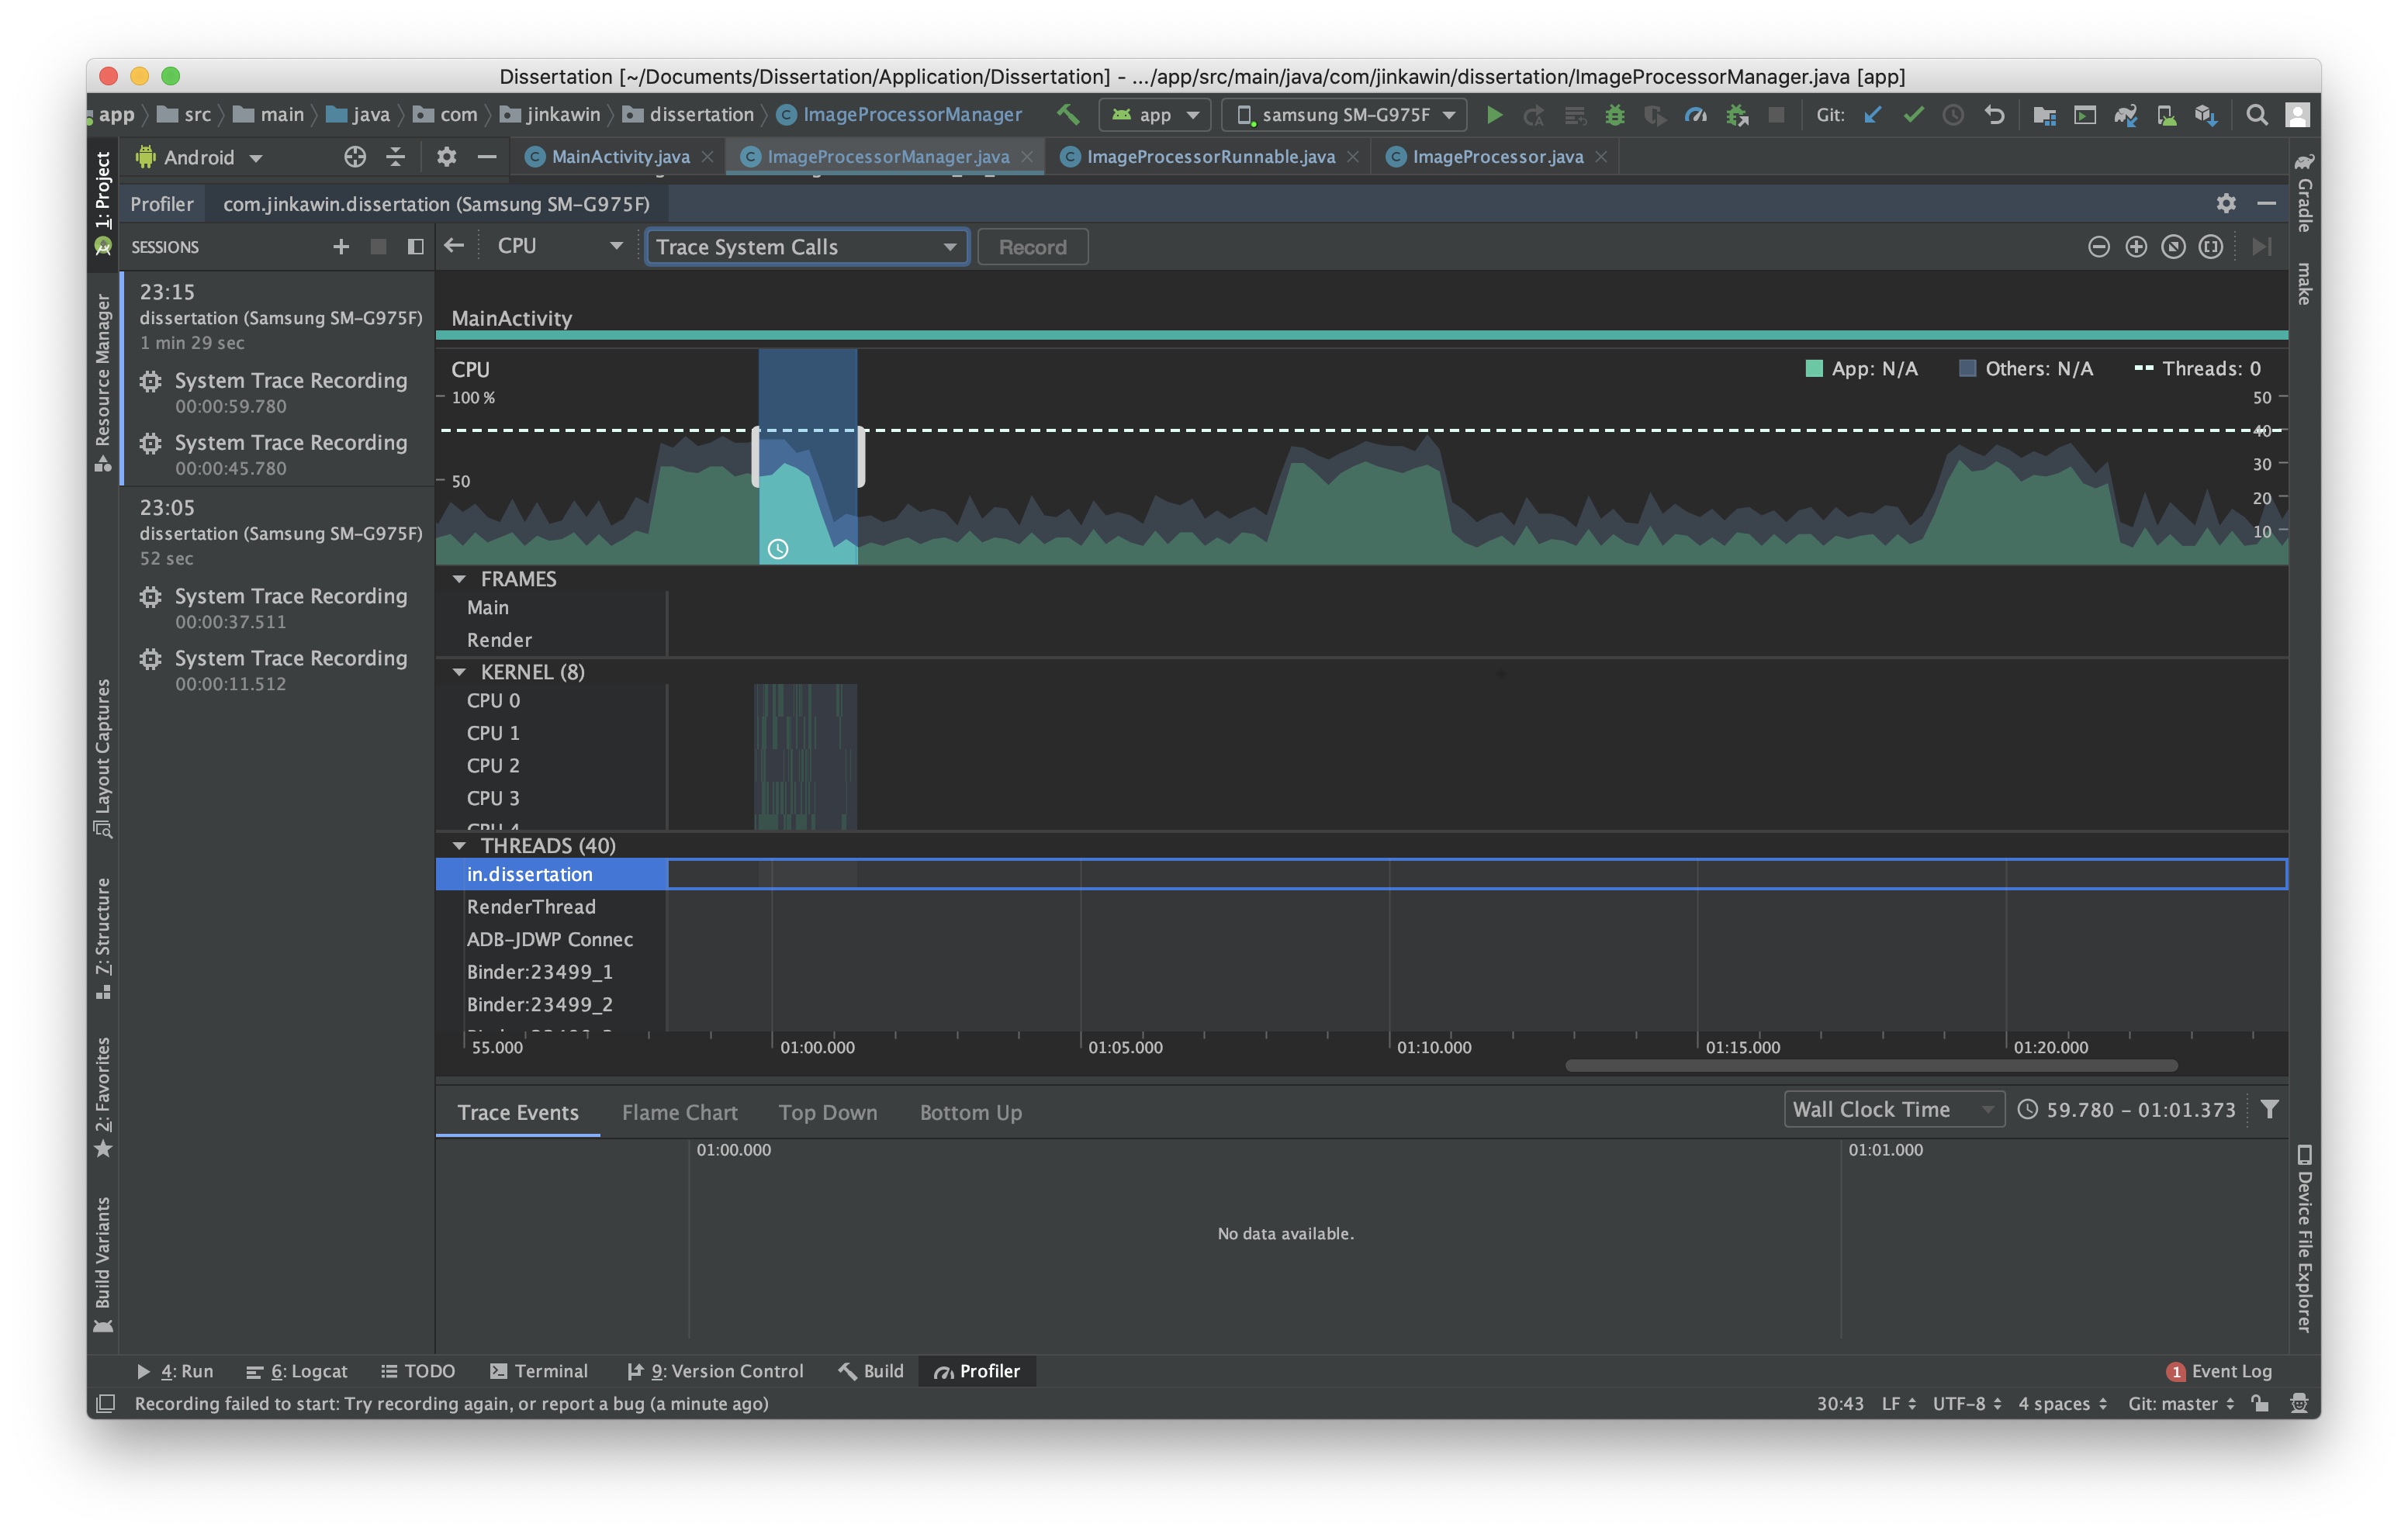 Dissertation [~/Documents/Dissertation/Application/Dissertation] - .../app/src/main/java/com/jinkawin/dissertation/ImageProcessorManager.java [app]
app src main java com jinkawin dissertation ImageProcessorManager app samsung SM-G975F Git:
Android MainActivity.java ImageProcessorManager.java ImageProcessorRunnable.java ImageProcessor.java
Profiler com.jinkawin.dissertation (Samsung SM-G975F)
SESSIONS CPU Trace System Calls Record
23:15
dissertation (Samsung SM-G975F)
1 min 29 sec
System Trace Recording
00:00:59.780
System Trace Recording
00:00:45.780
23:05
dissertation (Samsung SM-G975F)
52 sec
System Trace Recording
00:00:37.511
System Trace Recording
00:00:11.512
MainActivity
CPU App: N/A Others: N/A Threads: 0
100 % 50
40
50 30
20
10
FRAMES
Main
Render
KERNEL (8)
CPU 0
CPU 1
CPU 2
CPU 3
CPU 4
THREADS (40)
in.dissertation
RenderThread
ADB-JDWP Connec
Binder:23499_1
Binder:23499_2
55.000 01:00.000 01:05.000 01:10.000 01:15.000 01:20.000
Trace Events Flame Chart Top Down Bottom Up Wall Clock Time 59.780 - 01:01.373
01:00.000 01:01.000
No data available.
1: Project
Resource Manager
Layout Captures
7: Structure
2: Favorites
Build Variants
Gradle
make
Device File Explorer
4: Run 6: Logcat TODO Terminal 9: Version Control Build Profiler 1 Event Log
Recording failed to start: Try recording again, or report a bug (a minute ago) 30:43 LF UTF-8 4 spaces Git: master